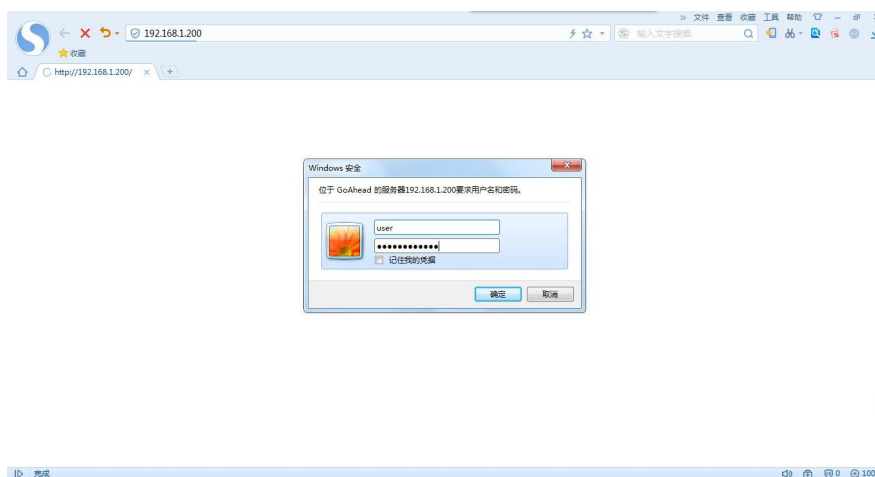 » 文件 查看 收藏 工具 帮助
192.168.1.200
输入文字搜索
收藏
http://192.168.1.200/
Windows 安全
位于 GoAhead 的服务器192.168.1.200要求用户名和密码。
user
●●●●●●●●●●●●
记住我的凭据
确定 取消
完成
0 100